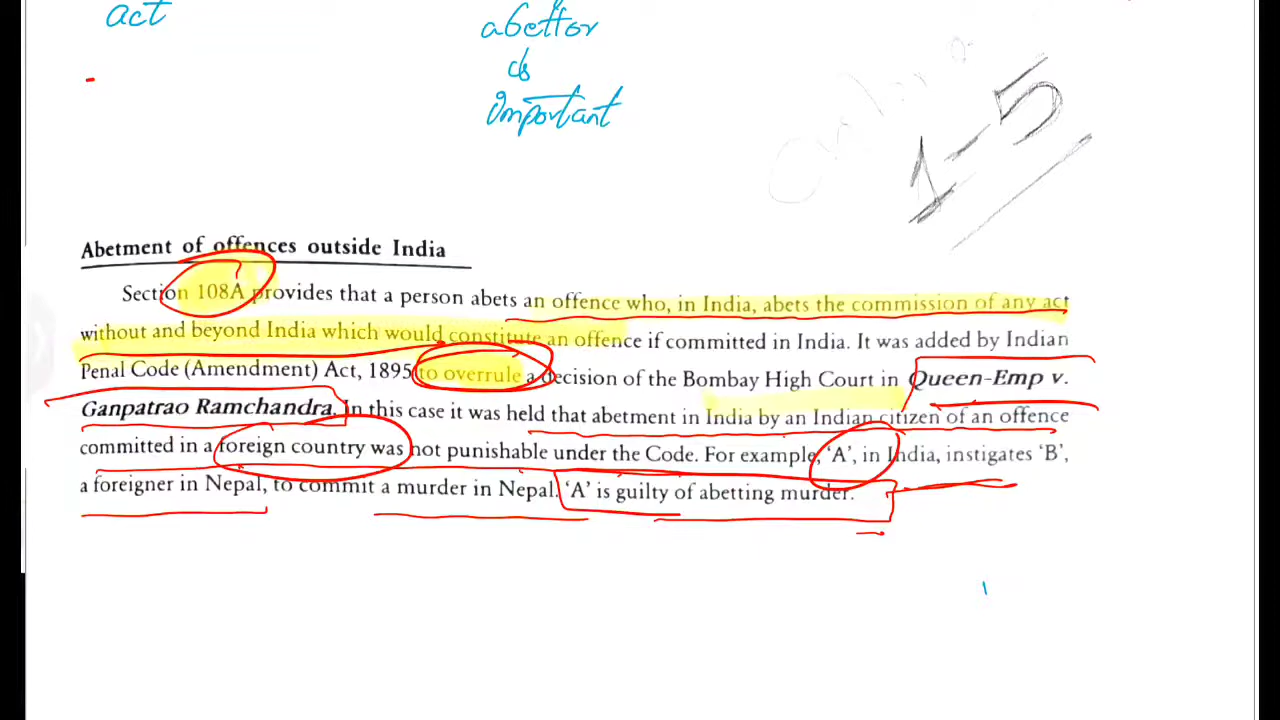 act
abettor
is
important
1-5
Abetment of offences outside India
Section 108A provides that a person abets an offence who, in India, abets the commission of any act
without and beyond India which would constitute an offence if committed in India. It was added by Indian
Penal Code (Amendment) Act, 1895 to overrule a decision of the Bombay High Court in Queen-Emp v.
Ganpatrao Ramchandra. In this case it was held that abetment in India by an Indian citizen of an offence
committed in a foreign country was not punishable under the Code. For example, 'A', in India, instigates 'B',
a foreigner in Nepal, to commit a murder in Nepal. 'A' is guilty of abetting murder.